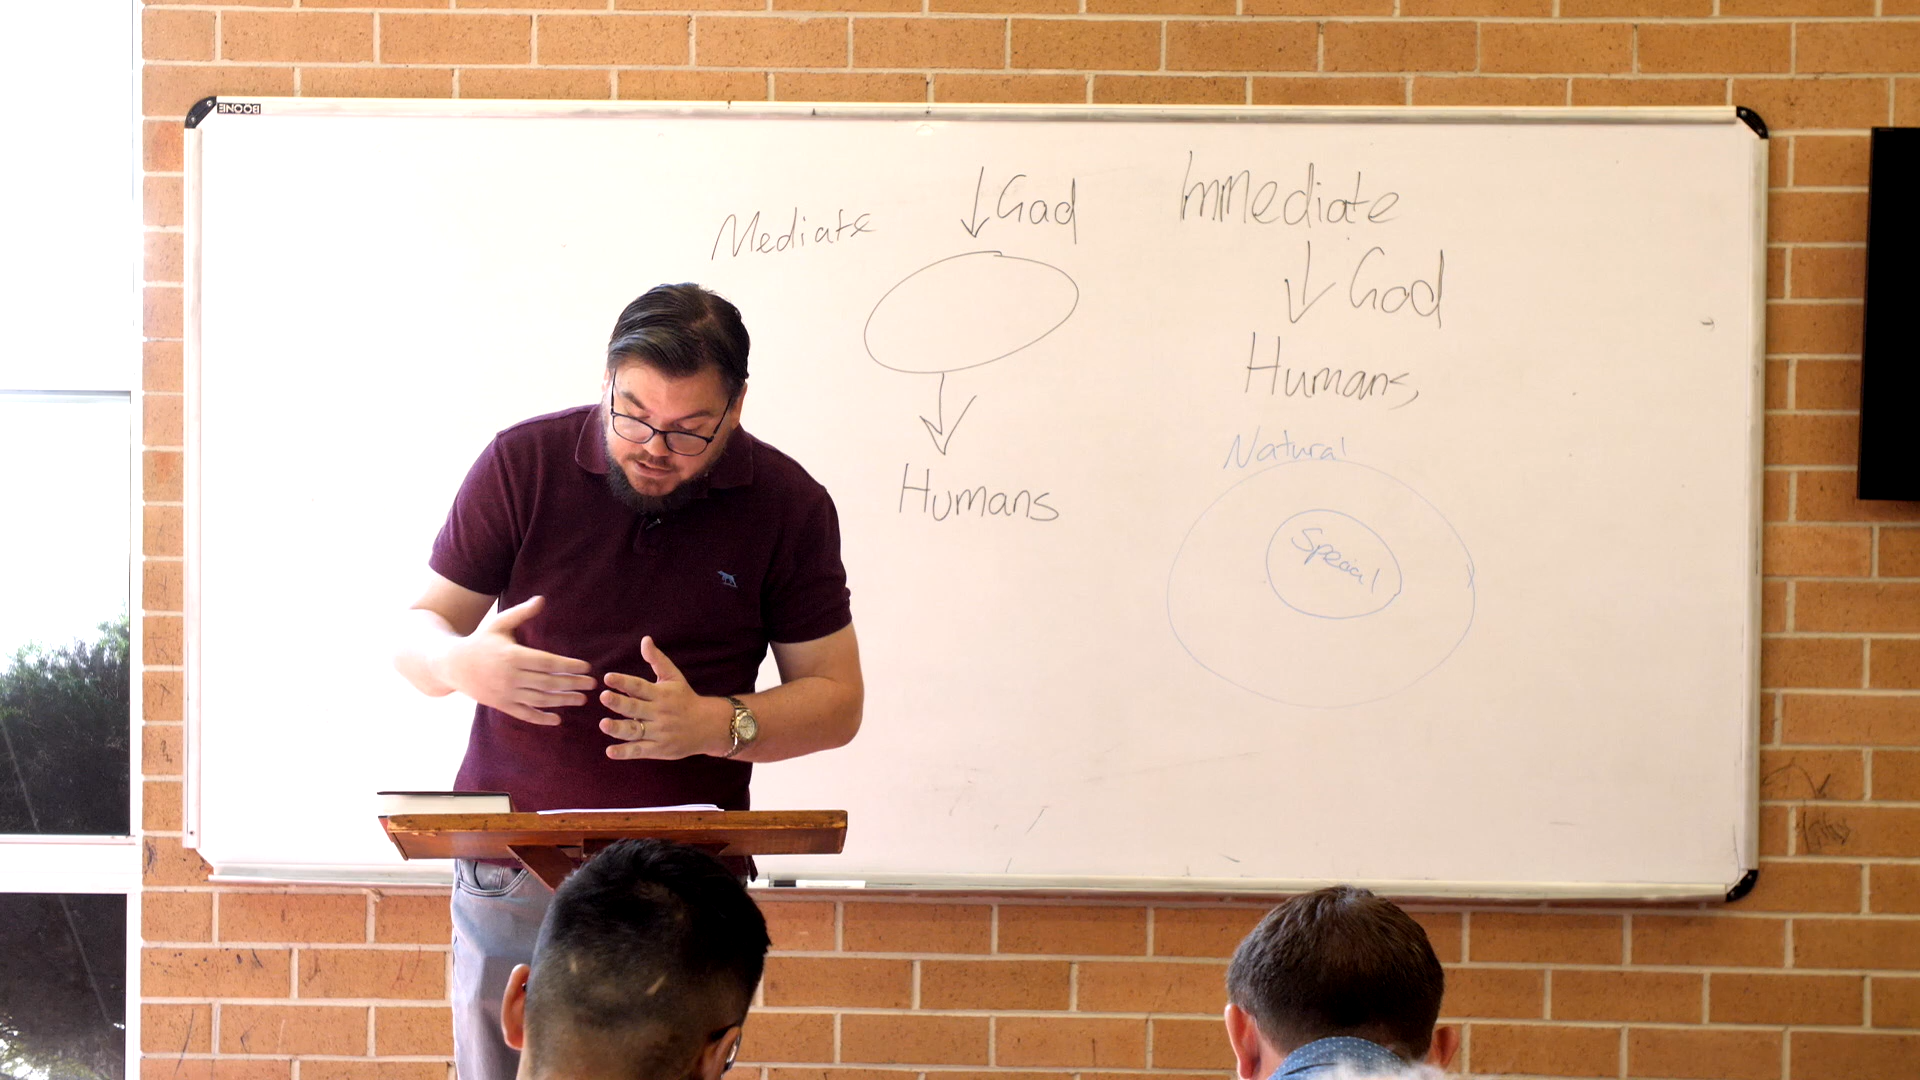 BOONE
Mediate
God
Humans
Immediate
God
Humans,
Natural
Special